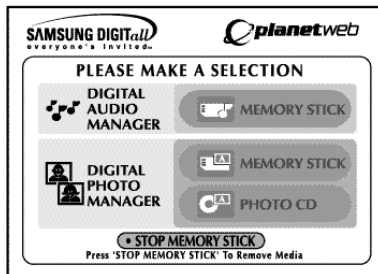 SAMSUNG DIGITall
everyone's invited™
planetweb
PLEASE MAKE A SELECTION
DIGITAL AUDIO MANAGER
MEMORY STICK
DIGITAL PHOTO MANAGER
MEMORY STICK
PHOTO CD
• STOP MEMORY STICK
Press 'STOP MEMORY STICK' To Remove Media